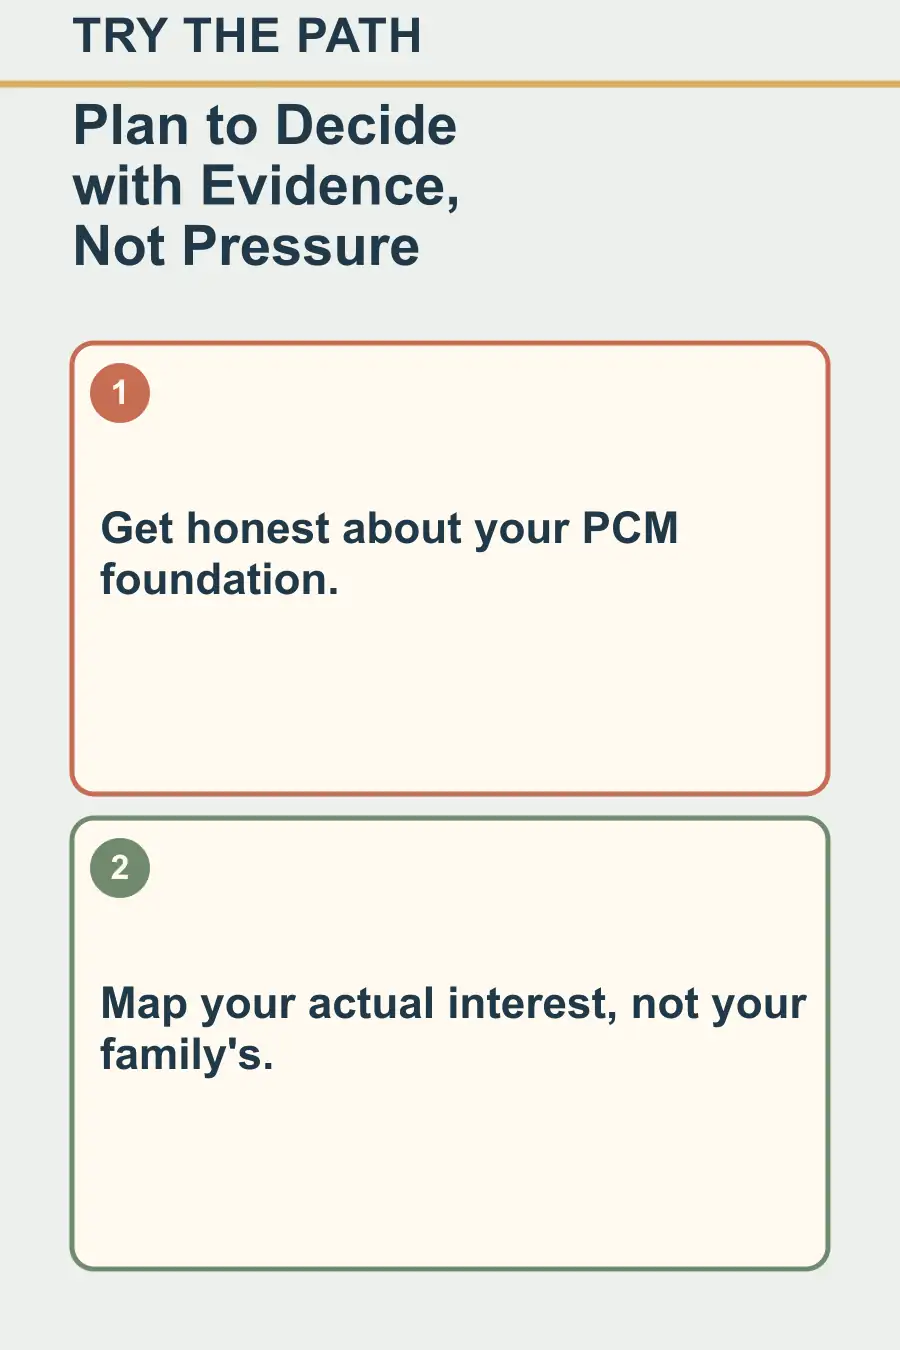 TRY THE PATH
Plan to Decide
with Evidence,
Not Pressure
1
Get honest about your PCM
foundation.
2
Map your actual interest, not your
family's.